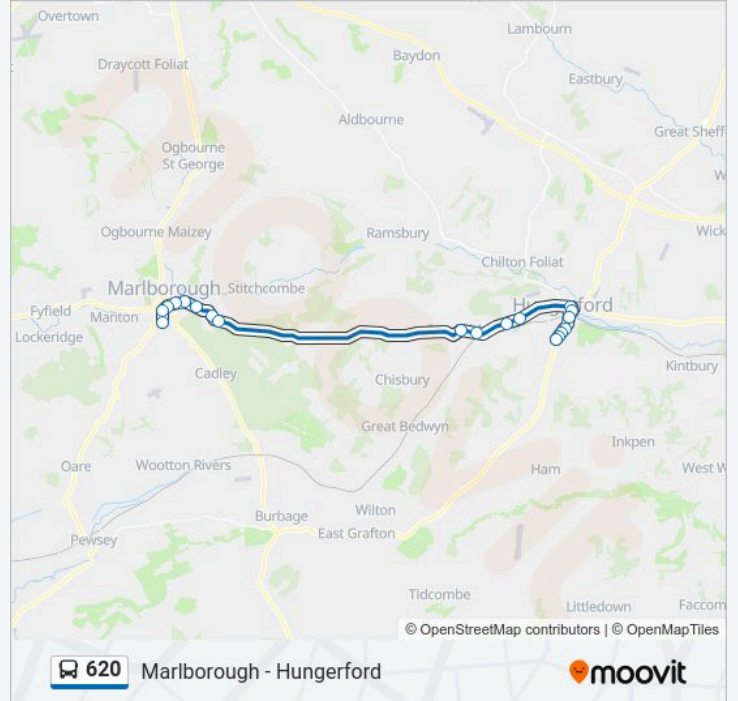 Overtown
Lambourn
Baydon
Draycott Foliat
Eastbury
Aldbourne
Great Sheff
Ogbourne
St George
W
Ogbourne Maizey
Ramsbury
Wick
Chilton Foliat
Marlborough
Stitchcombe
Hungerford
Fyfield
Manton
Lockeridge
Kintbury
Cadley
Chisbury
Great Bedwyn
Inkpen
Oare
Wootton Rivers
Ham
West W
Wilton
Burbage
East Grafton
Pewsey
Tidcombe
Littledown
Faccom
© OpenStreetMap contributors | © OpenMapTiles
620 Marlborough - Hungerford
moovit